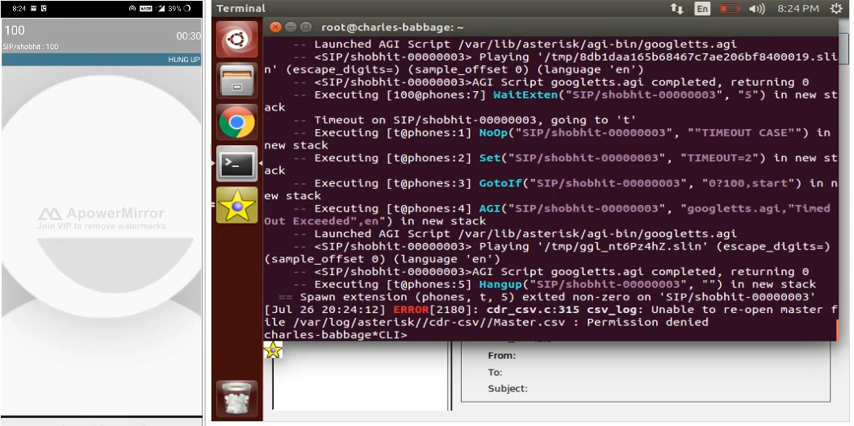 8:24
39%
100
00:30
SIP/shobhit : 100
HUNG UP
ApowerMirror
Join VIP to remove watermarks
Terminal
En
8:24 PM
root@charles-babbage: ~
-- Launched AGI Script /var/lib/asterisk/agi-bin/googletts.agi
-- <SIP/shobhit-00000003> Playing '/tmp/8db1daa165b68467c7ae206bf8400019.sli
n' (escape_digits=) (sample_offset 0) (language 'en')
-- <SIP/shobhit-00000003>AGI Script googletts.agi completed, returning 0
-- Executing [100@phones:7] WaitExten("SIP/shobhit-00000003", "5") in new st
ack
-- Timeout on SIP/shobhit-00000003, going to 't'
-- Executing [t@phones:1] NoOp("SIP/shobhit-00000003", ""TIMEOUT CASE"") in
new stack
-- Executing [t@phones:2] Set("SIP/shobhit-00000003", "TIMEOUT=2") in new st
ack
-- Executing [t@phones:3] GotoIf("SIP/shobhit-00000003", "0?100,start") in n
ew stack
-- Executing [t@phones:4] AGI("SIP/shobhit-00000003", "googletts.agi,"Timed
Out Exceeded",en") in new stack
-- Launched AGI Script /var/lib/asterisk/agi-bin/googletts.agi
-- <SIP/shobhit-00000003> Playing '/tmp/ggl_nt6Pz4hZ.slin' (escape_digits=)
(sample_offset 0) (language 'en')
-- <SIP/shobhit-00000003>AGI Script googletts.agi completed, returning 0
-- Executing [t@phones:5] Hangup("SIP/shobhit-00000003", "") in new stack
== Spawn extension (phones, t, 5) exited non-zero on 'SIP/shobhit-00000003'
[Jul 26 20:24:12] ERROR[2180]: cdr_csv.c:315 csv_log: Unable to re-open master f
ile /var/log/asterisk//cdr-csv//Master.csv : Permission denied
charles-babbage*CLI>
From:
To:
Subject: